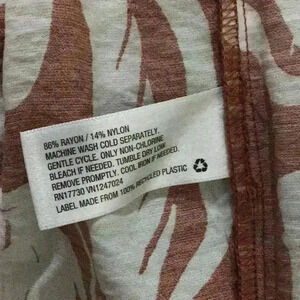 86% RAYON / 14% NYLON
MACHINE WASH COLD SEPARATELY.
GENTLE CYCLE. ONLY NON-CHLORINE
BLEACH IF NEEDED. TUMBLE DRY LOW
REMOVE PROMPTLY. COOL IRON IF NEEDED.
RN17730 VN1247024
LABEL MADE FROM 100% RECYCLED PLASTIC